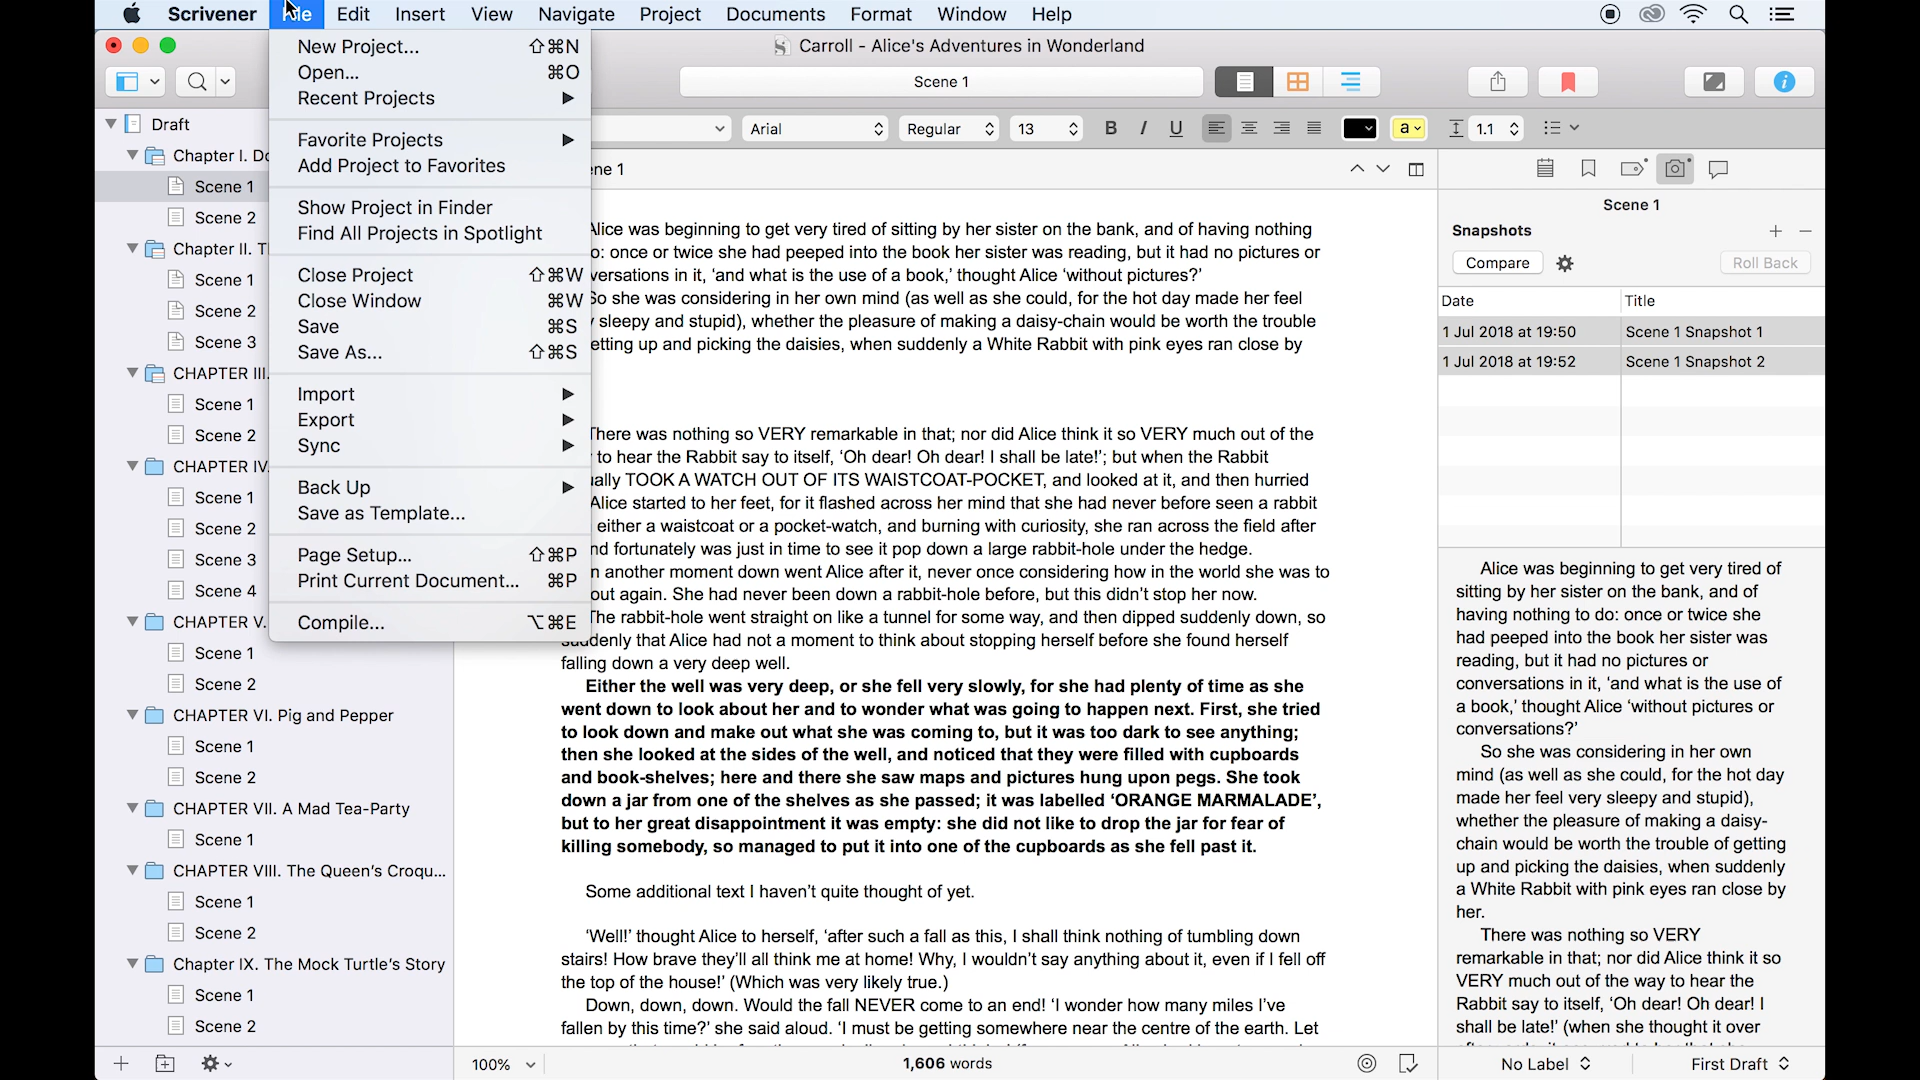 Scrivener File Edit Insert View Navigate Project Documents Format Window Help
Carroll - Alice's Adventures in Wonderland
Scene 1
New Project... ⇧⌘N
Open... ⌘O
Recent Projects
Favorite Projects
Add Project to Favorites
Show Project in Finder
Find All Projects in Spotlight
Close Project ⇧⌘W
Close Window ⌘W
Save ⌘S
Save As... ⇧⌘S
Import
Export
Sync
Back Up
Save as Template...
Page Setup... ⇧⌘P
Print Current Document... ⌘P
Compile... ⌥⌘E
Draft
Chapter I. Do
Scene 1
Scene 2
Chapter II. T
Scene 1
Scene 2
Scene 3
CHAPTER III.
Scene 1
Scene 2
CHAPTER IV.
Scene 1
Scene 2
Scene 3
Scene 4
CHAPTER V.
Scene 1
Scene 2
CHAPTER VI. Pig and Pepper
Scene 1
Scene 2
CHAPTER VII. A Mad Tea-Party
Scene 1
CHAPTER VIII. The Queen's Croqu...
Scene 1
Scene 2
Chapter IX. The Mock Turtle's Story
Scene 1
Scene 2
Arial Regular 13 B I U a 1.1
ne 1
Alice was beginning to get very tired of sitting by her sister on the bank, and of having nothing
o: once or twice she had peeped into the book her sister was reading, but it had no pictures or
versations in it, ‘and what is the use of a book,’ thought Alice ‘without pictures?’
So she was considering in her own mind (as well as she could, for the hot day made her feel
sleepy and stupid), whether the pleasure of making a daisy-chain would be worth the trouble
etting up and picking the daisies, when suddenly a White Rabbit with pink eyes ran close by
There was nothing so VERY remarkable in that; nor did Alice think it so VERY much out of the
to hear the Rabbit say to itself, ‘Oh dear! Oh dear! I shall be late!’; but when the Rabbit
ually TOOK A WATCH OUT OF ITS WAISTCOAT-POCKET, and looked at it, and then hurried
Alice started to her feet, for it flashed across her mind that she had never before seen a rabbit
either a waistcoat or a pocket-watch, and burning with curiosity, she ran across the field after
nd fortunately was just in time to see it pop down a large rabbit-hole under the hedge.
n another moment down went Alice after it, never once considering how in the world she was to
out again. She had never been down a rabbit-hole before, but this didn’t stop her now.
The rabbit-hole went straight on like a tunnel for some way, and then dipped suddenly down, so
suddenly that Alice had not a moment to think about stopping herself before she found herself
falling down a very deep well.
Either the well was very deep, or she fell very slowly, for she had plenty of time as she
went down to look about her and to wonder what was going to happen next. First, she tried
to look down and make out what she was coming to, but it was too dark to see anything;
then she looked at the sides of the well, and noticed that they were filled with cupboards
and book-shelves; here and there she saw maps and pictures hung upon pegs. She took
down a jar from one of the shelves as she passed; it was labelled ‘ORANGE MARMALADE’,
but to her great disappointment it was empty: she did not like to drop the jar for fear of
killing somebody, so managed to put it into one of the cupboards as she fell past it.
Some additional text I haven’t quite thought of yet.
‘Well!’ thought Alice to herself, ‘after such a fall as this, I shall think nothing of tumbling down
stairs! How brave they’ll all think me at home! Why, I wouldn’t say anything about it, even if I fell off
the top of the house!’ (Which was very likely true.)
Down, down, down. Would the fall NEVER come to an end! ‘I wonder how many miles I’ve
fallen by this time?’ she said aloud. ‘I must be getting somewhere near the centre of the earth. Let
100% 1,606 words
Scene 1
Snapshots
Compare Roll Back
Date Title
1 Jul 2018 at 19:50 Scene 1 Snapshot 1
1 Jul 2018 at 19:52 Scene 1 Snapshot 2
Alice was beginning to get very tired of
sitting by her sister on the bank, and of
having nothing to do: once or twice she
had peeped into the book her sister was
reading, but it had no pictures or
conversations in it, ‘and what is the use of
a book,’ thought Alice ‘without pictures or
conversations?’
So she was considering in her own
mind (as well as she could, for the hot day
made her feel very sleepy and stupid),
whether the pleasure of making a daisy-
chain would be worth the trouble of getting
up and picking the daisies, when suddenly
a White Rabbit with pink eyes ran close by
her.
There was nothing so VERY
remarkable in that; nor did Alice think it so
VERY much out of the way to hear the
Rabbit say to itself, ‘Oh dear! Oh dear! I
shall be late!’ (when she thought it over
No Label First Draft